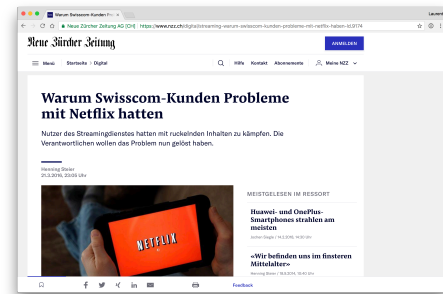 Warum Swisscom-Kunden Pr
Neue Zürcher Zeitung AG [CH] | https://www.nzz.ch/digital/streaming-warum-swisscom-kunden-probleme-mit-netflix-haben-ld.9174
Neue Zürcher Zeitung
ANMELDEN
Menü Startseite > Digital
Hilfe Kontakt Abonnemente Meine NZZ
Warum Swisscom-Kunden Probleme
mit Netflix hatten
Nutzer des Streamingdienstes hatten mit ruckelnden Inhalten zu kämpfen. Die
Verantwortlichen wollen das Problem nun gelöst haben.
Henning Steier
21.3.2016, 23:05 Uhr
NETFLIX
MEISTGELESEN IM RESSORT
Huawei- und OnePlus-
Smartphones strahlen am
meisten
«Wir befinden uns im finsteren
Mittelalter»
Feedback